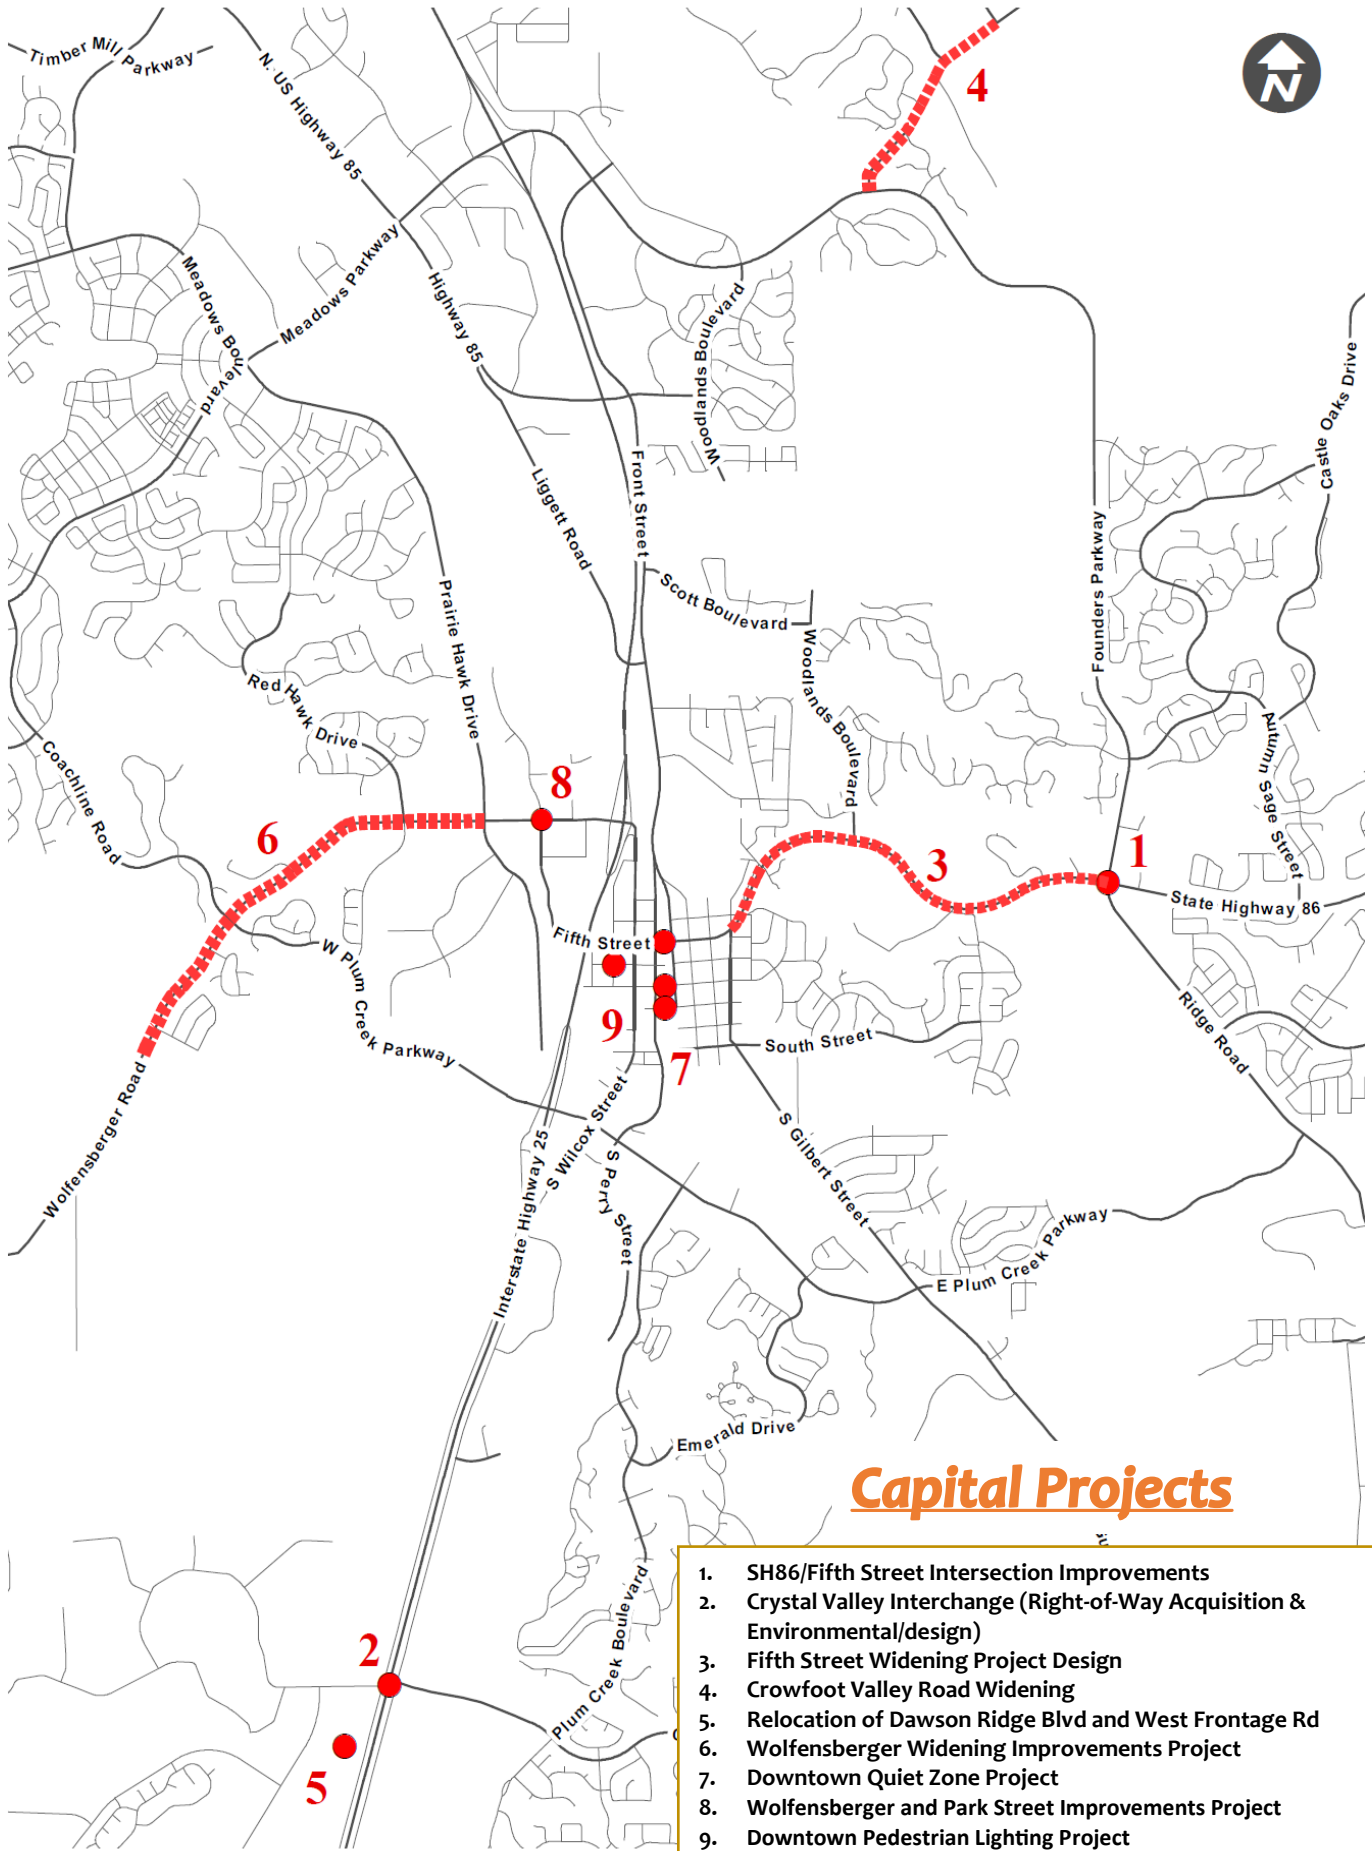 Timber Mill Parkway
N. US Highway 85
4
N
Meadows Parkway
Meadows Boulevard
Highway 85
Woodlands Boulevard
Castle Oaks Drive
Front Street
Liggett Road
Founders Parkway
Scott Boulevard
Prairie Hawk Drive
Woodlands Boulevard
Red Hawk Drive
Autumn Sage Street
Coachline Road
8
6
3
1
State Highway 86
Fifth Street
W Plum Creek Parkway
9
7
South Street
Ridge Road
Wolfensberger Road
S Wilcox Street
S Perry Street
S Gilbert Street
Interstate Highway 25
E Plum Creek Parkway
Emerald Drive
Plum Creek Boulevard
2
5
Capital Projects
1. SH86/Fifth Street Intersection Improvements
2. Crystal Valley Interchange (Right-of-Way Acquisition &
Environmental/design)
3. Fifth Street Widening Project Design
4. Crowfoot Valley Road Widening
5. Relocation of Dawson Ridge Blvd and West Frontage Rd
6. Wolfensberger Widening Improvements Project
7. Downtown Quiet Zone Project
8. Wolfensberger and Park Street Improvements Project
9. Downtown Pedestrian Lighting Project